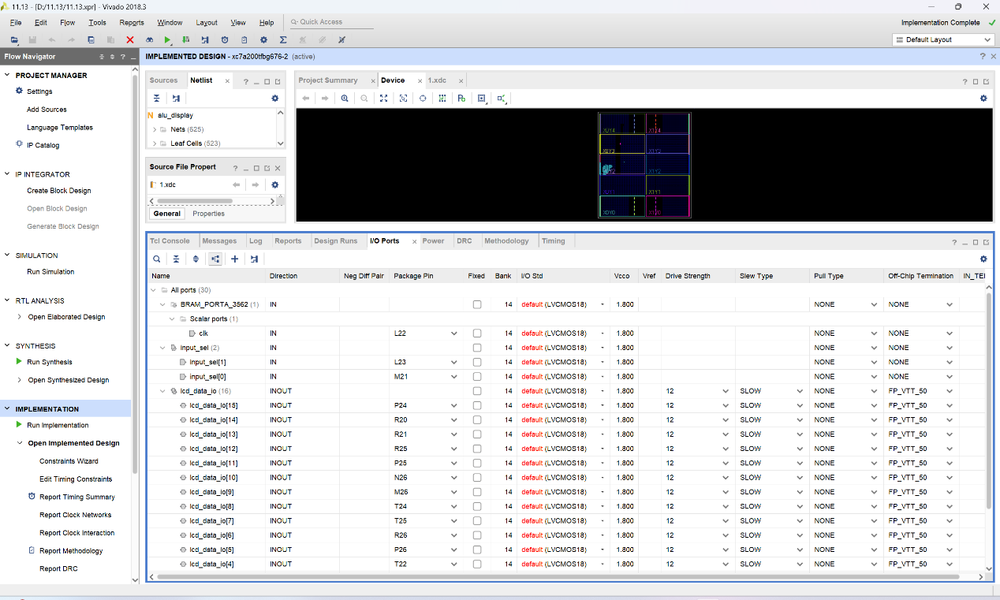 11.13 - [D:/11.13/11.13.xpr] - Vivado 2018.3
File Edit Flow Tools Reports Window Layout View Help Quick Access Implementation Complete
Default Layout
Flow Navigator
PROJECT MANAGER
Settings
Add Sources
Language Templates
IP Catalog
IP INTEGRATOR
Create Block Design
Open Block Design
Generate Block Design
SIMULATION
Run Simulation
RTL ANALYSIS
Open Elaborated Design
SYNTHESIS
Run Synthesis
Open Synthesized Design
IMPLEMENTATION
Run Implementation
Open Implemented Design
Constraints Wizard
Edit Timing Constraints
Report Timing Summary
Report Clock Networks
Report Clock Interaction
Report Methodology
Report DRC
IMPLEMENTED DESIGN - xc7a200tfbg676-2 (active)
Sources Netlist
alu_display
Nets (625)
Leaf Cells (523)
Source File Propert
1.xdc
General Properties
Project Summary Device 1.xdc
X0Y4 X1Y4
X0Y3 X1Y3
X1Y2
X0Y1 X1Y1
X0Y0 X1Y0
Tcl Console Messages Log Reports Design Runs I/O Ports Power DRC Methodology Timing
Name Direction Neg Diff Pair Package Pin Fixed Bank I/O Std Vcco Vref Drive Strength Slew Type Pull Type Off-Chip Termination
All ports (30)
BRAM_PORTA_3562 (1) IN 14 default (LVCMOS18) 1.800 NONE NONE
Scalar ports (1)
clk IN L22 14 default (LVCMOS18) 1.800 NONE NONE
input_sel (2) IN 14 default (LVCMOS18) 1.800 NONE NONE
input_sel[1] IN L23 14 default (LVCMOS18) 1.800 NONE NONE
input_sel[0] IN M21 14 default (LVCMOS18) 1.800 NONE NONE
lcd_data_io (16) INOUT 14 default (LVCMOS18) 1.800 12 SLOW NONE FP_VTT_50
lcd_data_io[15] INOUT P24 14 default (LVCMOS18) 1.800 12 SLOW NONE FP_VTT_50
lcd_data_io[14] INOUT R20 14 default (LVCMOS18) 1.800 12 SLOW NONE FP_VTT_50
lcd_data_io[13] INOUT R21 14 default (LVCMOS18) 1.800 12 SLOW NONE FP_VTT_50
lcd_data_io[12] INOUT R25 14 default (LVCMOS18) 1.800 12 SLOW NONE FP_VTT_50
lcd_data_io[11] INOUT P25 14 default (LVCMOS18) 1.800 12 SLOW NONE FP_VTT_50
lcd_data_io[10] INOUT N26 14 default (LVCMOS18) 1.800 12 SLOW NONE FP_VTT_50
lcd_data_io[9] INOUT M26 14 default (LVCMOS18) 1.800 12 SLOW NONE FP_VTT_50
lcd_data_io[8] INOUT T24 14 default (LVCMOS18) 1.800 12 SLOW NONE FP_VTT_50
lcd_data_io[7] INOUT T25 14 default (LVCMOS18) 1.800 12 SLOW NONE FP_VTT_50
lcd_data_io[6] INOUT R26 14 default (LVCMOS18) 1.800 12 SLOW NONE FP_VTT_50
lcd_data_io[5] INOUT P26 14 default (LVCMOS18) 1.800 12 SLOW NONE FP_VTT_50
lcd_data_io[4] INOUT T22 14 default (LVCMOS18) 1.800 12 SLOW NONE FP_VTT_50